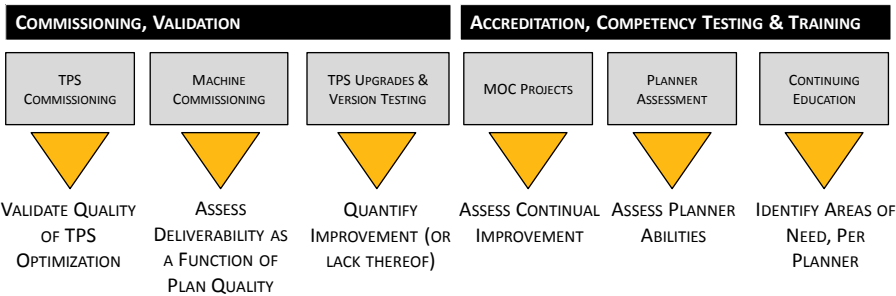 COMMISSIONING, VALIDATION
ACCREDITATION, COMPETENCY TESTING & TRAINING
TPS
COMMISSIONING
MACHINE
COMMISSIONING
TPS UPGRADES &
VERSION TESTING
MOC PROJECTS
PLANNER
ASSESSMENT
CONTINUING
EDUCATION
VALIDATE QUALITY
OF TPS
OPTIMIZATION
ASSESS
DELIVERABILITY AS
A FUNCTION OF
PLAN QUALITY
QUANTIFY
IMPROVEMENT (OR
LACK THEREOF)
ASSESS CONTINUAL
IMPROVEMENT
ASSESS PLANNER
ABILITIES
IDENTIFY AREAS OF
NEED, PER
PLANNER